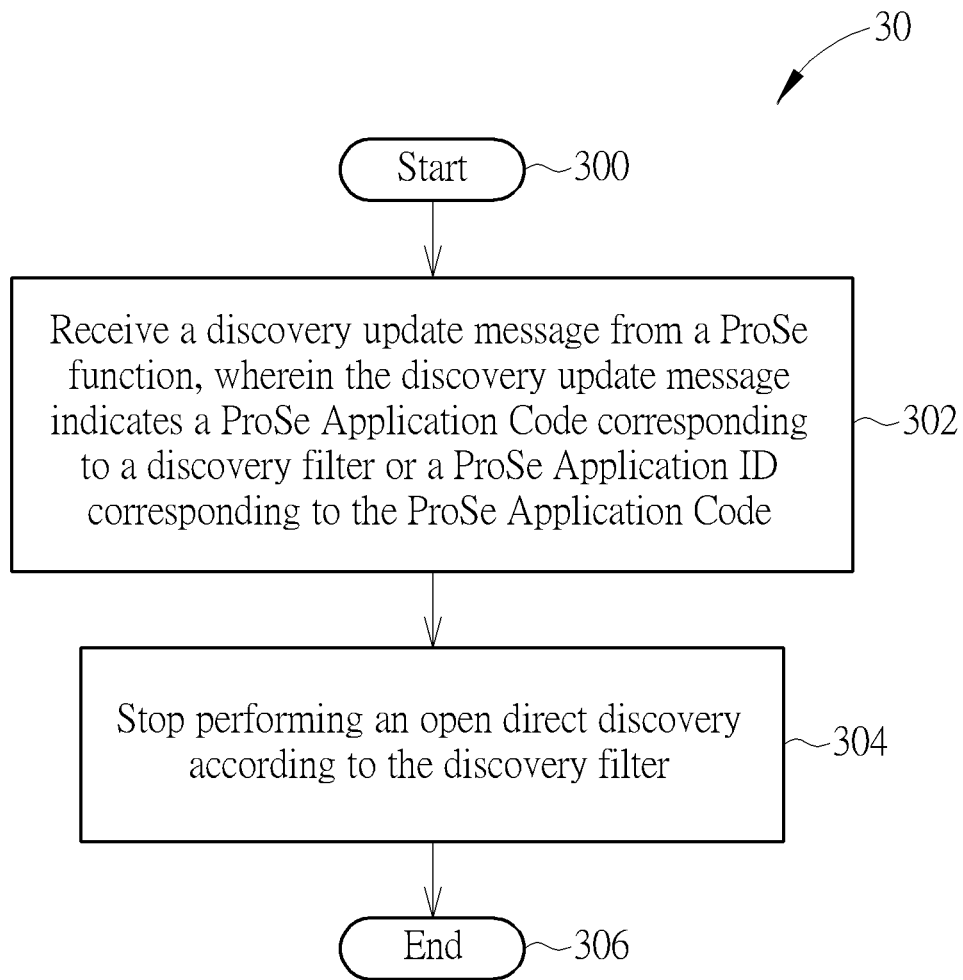 30
Start
300
Receive a discovery update message from a ProSe
function, wherein the discovery update message
indicates a ProSe Application Code corresponding
to a discovery filter or a ProSe Application ID
corresponding to the ProSe Application Code
302
Stop performing an open direct discovery
according to the discovery filter
304
End
306